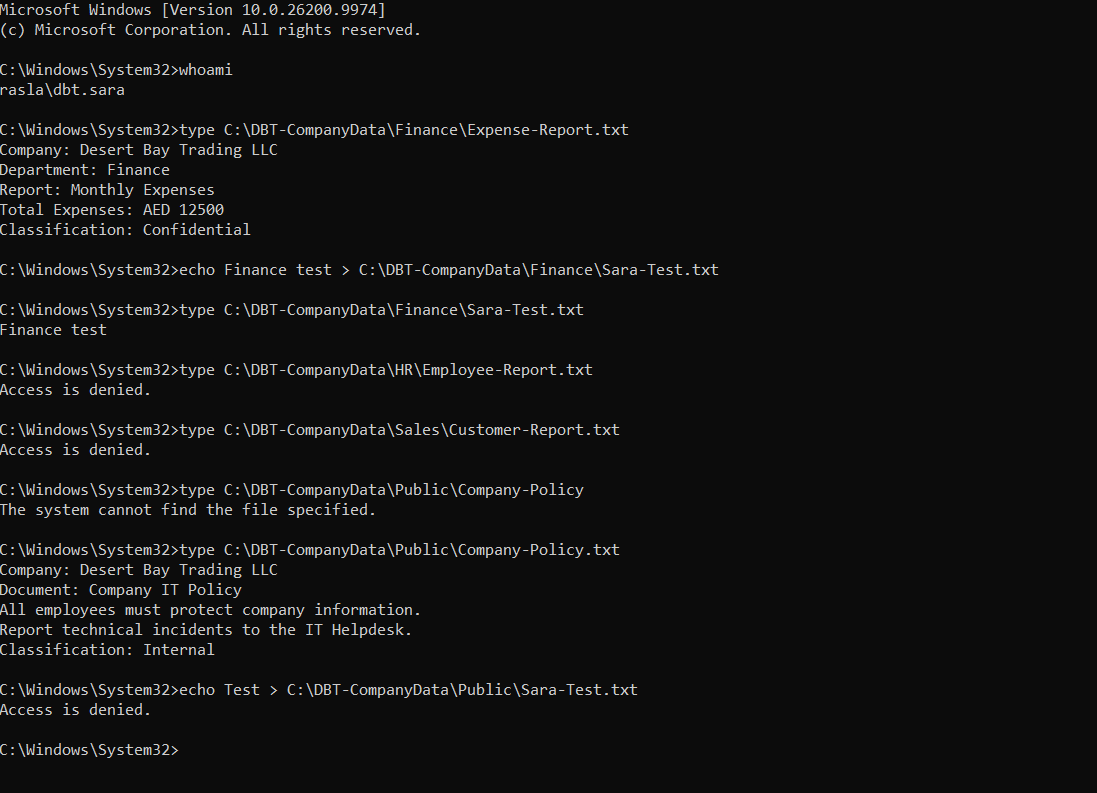 Microsoft Windows [Version 10.0.26200.9974]
(c) Microsoft Corporation. All rights reserved.
C:\Windows\System32>whoami
rasla\dbt.sara
C:\Windows\System32>type C:\DBT-CompanyData\Finance\Expense-Report.txt
Company: Desert Bay Trading LLC
Department: Finance
Report: Monthly Expenses
Total Expenses: AED 12500
Classification: Confidential
C:\Windows\System32>echo Finance test > C:\DBT-CompanyData\Finance\Sara-Test.txt
C:\Windows\System32>type C:\DBT-CompanyData\Finance\Sara-Test.txt
Finance test
C:\Windows\System32>type C:\DBT-CompanyData\HR\Employee-Report.txt
Access is denied.
C:\Windows\System32>type C:\DBT-CompanyData\Sales\Customer-Report.txt
Access is denied.
C:\Windows\System32>type C:\DBT-CompanyData\Public\Company-Policy
The system cannot find the file specified.
C:\Windows\System32>type C:\DBT-CompanyData\Public\Company-Policy.txt
Company: Desert Bay Trading LLC
Document: Company IT Policy
All employees must protect company information.
Report technical incidents to the IT Helpdesk.
Classification: Internal
C:\Windows\System32>echo Test > C:\DBT-CompanyData\Public\Sara-Test.txt
Access is denied.
C:\Windows\System32>